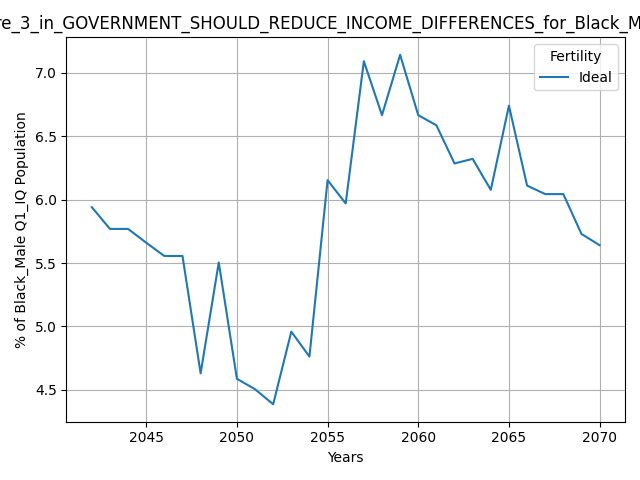 re_3_in_GOVERNMENT_SHOULD_REDUCE_INCOME_DIFFERENCES_for_Black_M
Fertility
Ideal
7.0
6.5
6.0
5.5
5.0
4.5
% of Black_Male Q1_IQ Population
2045 2050 2055 2060 2065 2070
Years